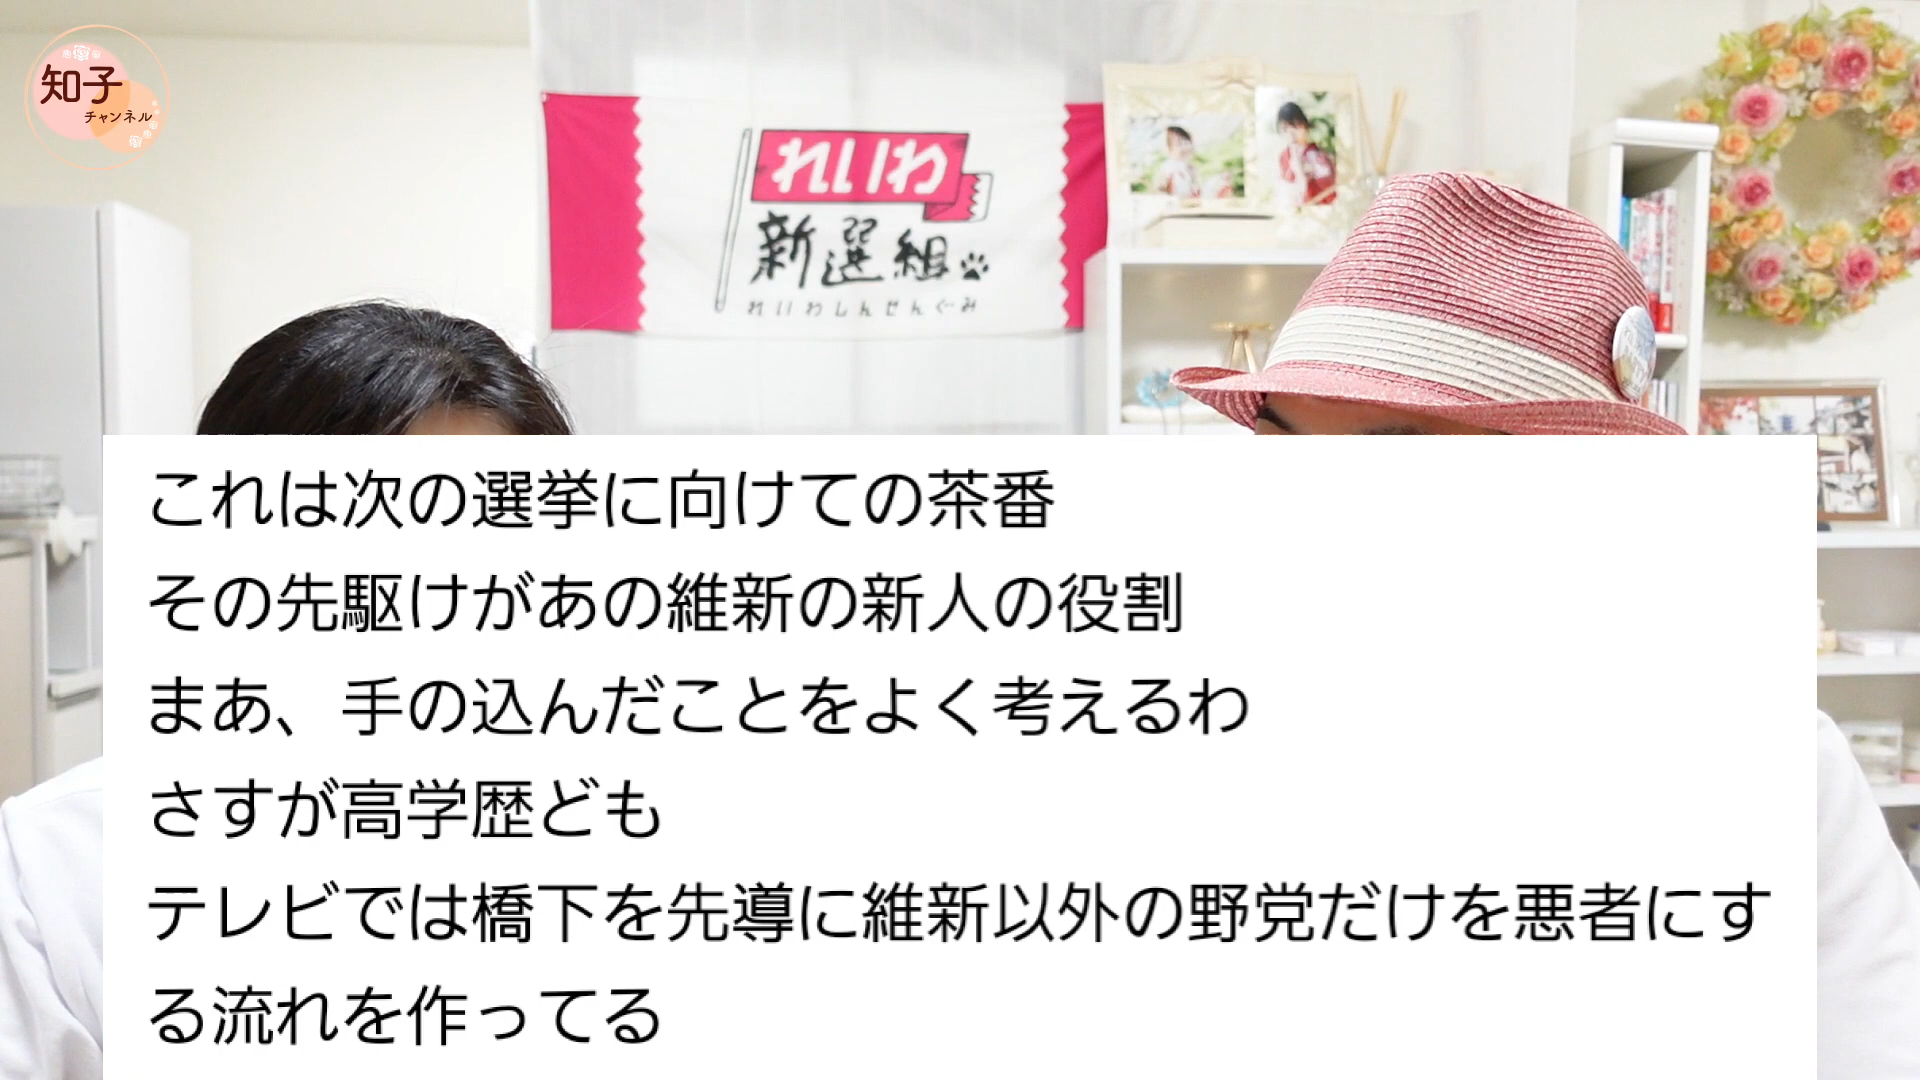 知子
チャンネル
れいわ
新選組
れいわしんせんぐみ
これは次の選挙に向けての茶番
その先駆けがあの維新の新人の役割
まあ、手の込んだことをよく考えるわ
さすが高学歴ども
テレビでは橋下を先導に維新以外の野党だけを悪者にす
る流れを作ってる